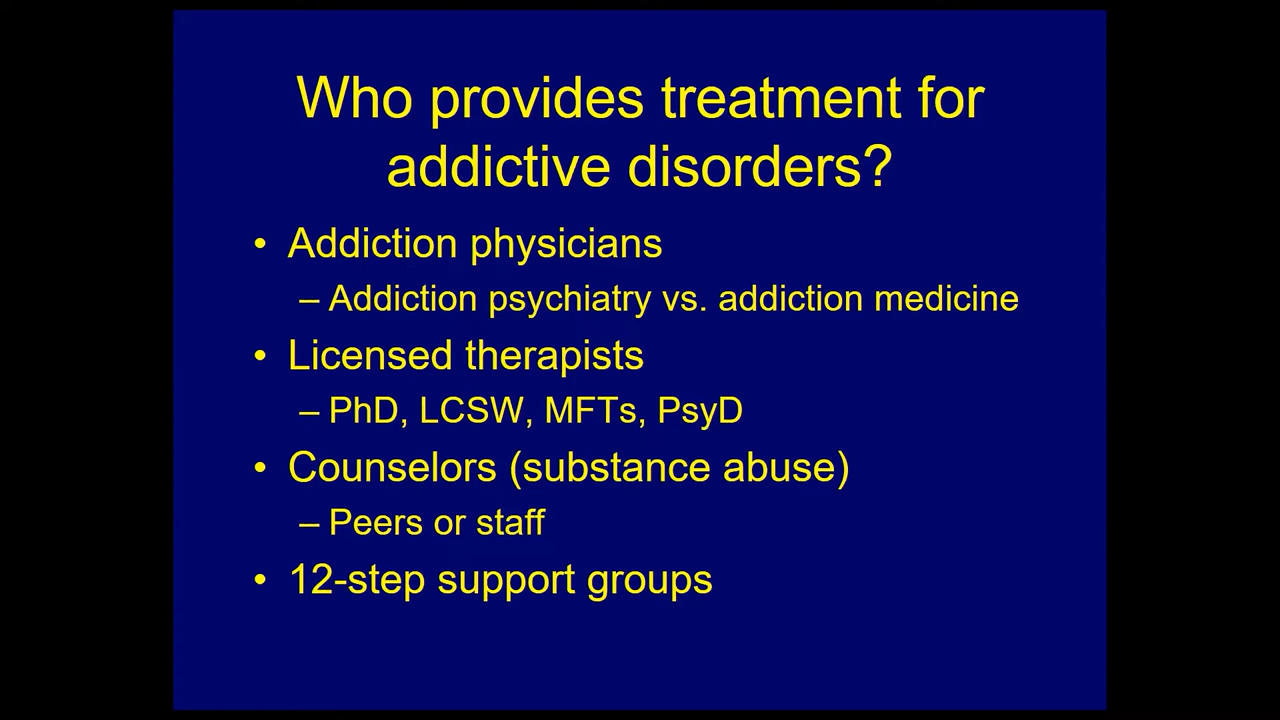 Who provides treatment for
addictive disorders?
• Addiction physicians
– Addiction psychiatry vs. addiction medicine
• Licensed therapists
– PhD, LCSW, MFTs, PsyD
• Counselors (substance abuse)
– Peers or staff
• 12-step support groups